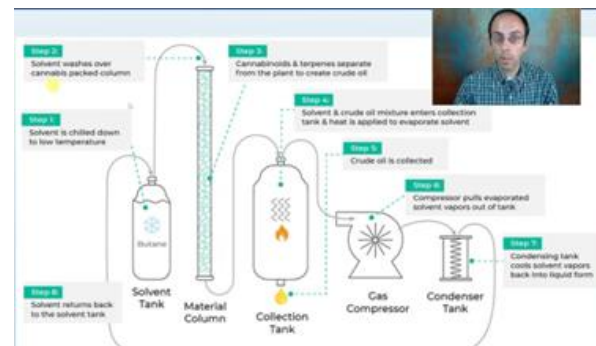 Step 2:
Solvent washes over
cannabis packed column
Step 3:
Cannabinoids & terpenes separate
from the plant to create crude oil
Step 4:
Solvent & crude oil mixture enters collection
tank & heat is applied to evaporate solvent
Step 1:
Solvent is chilled down
to low temperature
Step 5:
Crude oil is collected
Step 6:
Compressor pulls evaporated
solvent vapors out of tank
Butane
Step 7:
Condensing tank
cools solvent vapors
back into liquid form
Step 8:
Solvent returns back
to the solvent tank
Solvent
Tank
Material
Column
Collection
Tank
Gas
Compressor
Condenser
Tank